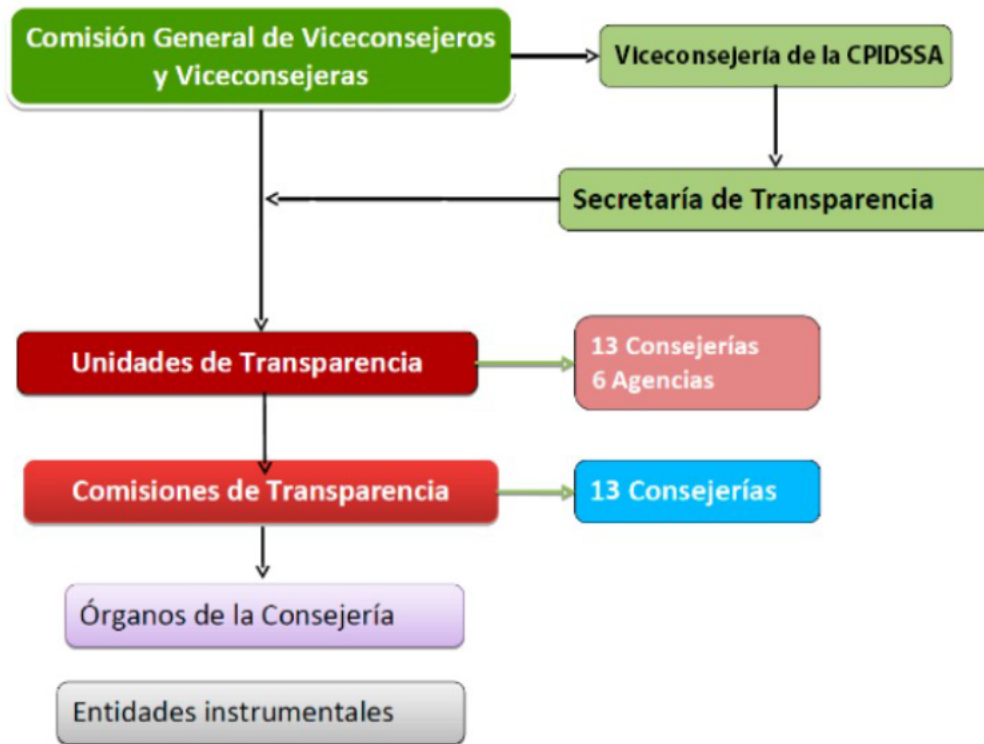 Comisión General de Viceconsejeros
y Viceconsejeras
Viceconsejería de la CPIDSSA
Secretaría de Transparencia
Unidades de Transparencia
13 Consejerías
6 Agencias
Comisiones de Transparencia
13 Consejerías
Órganos de la Consejería
Entidades instrumentales